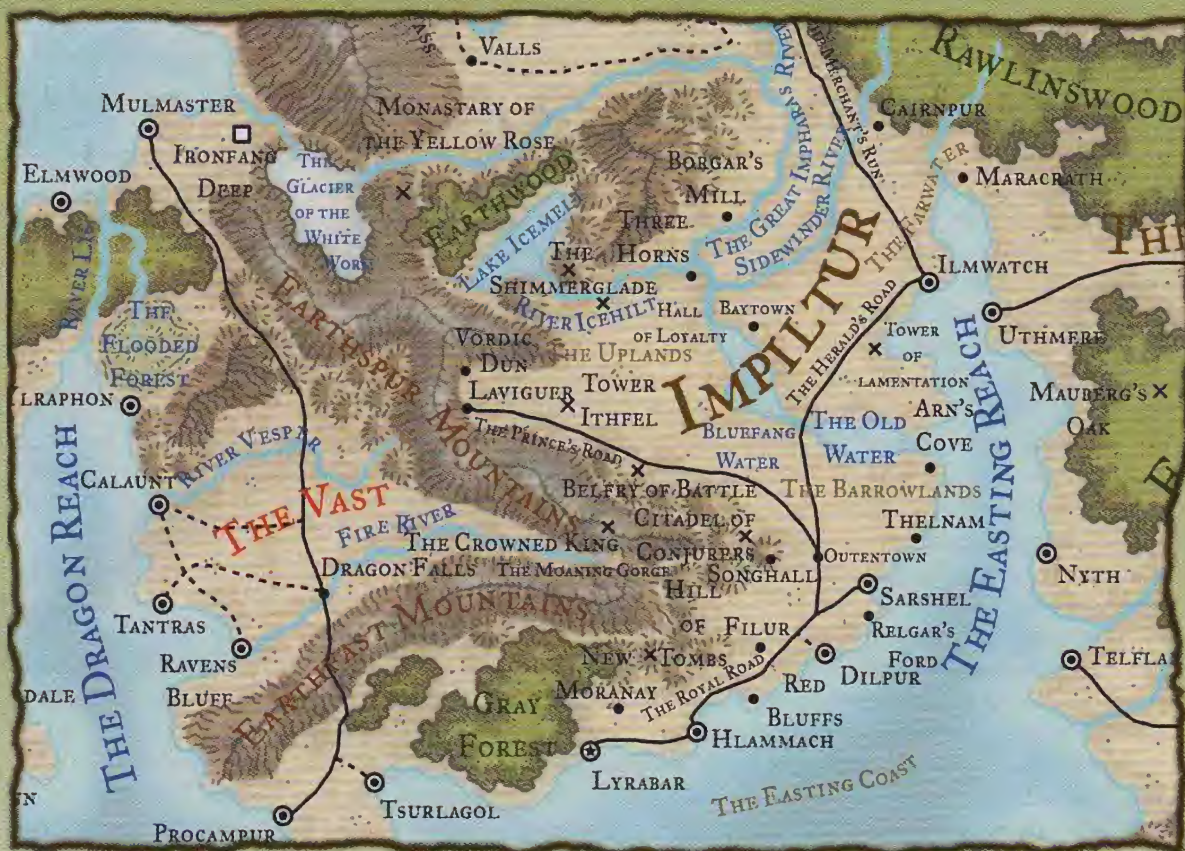 Valls
Rawlinswood
The Merchant's Run
Mulmaster
Monastary of
the Yellow Rose
Cairnpur
Ironfang
Deep
The
Glacier
of the
White
Worm
Elmwood
Borgar's
Mill
Maracrath
Earthwood
The Farwater
The Great Impharas River
Sidewinder River
Three
Horns
Lake Icemelt
The
Shimmerglade
River Icehilt
Ilmwatch
River Lis
The
Flooded
Forest
Hall
of Loyalty
Baytown
Uthmere
The Uplands
Vordic
Dun
Impiltur
The Herald's Road
Tower
of
Lamentation
Laviguer
Tower
Ithfel
Mauberg's
Oak
Earthspur Mountains
lraphon
The Prince's Road
Bluefang
Water
The Old
Water
Arn's
Cove
River Vespar
Calaunt
Belfry of Battle
The Barrowlands
The Vast
Fire River
Citadel of
Conjurers
Thelnam
The Crowned King
Dragon Falls
The Moaning Gorge
Songhall
Outentown
Nyth
Hill
of
Tombs
Sarshel
Tantras
Earthfast Mountains
Relgar's
Ford
The Easting Reach
Ravens
Bluff
New
Moranay
Filur
Dilpur
Telfla
dale
The Dragon Reach
The Royal Road
Red
Bluffs
Gray
Forest
Hlammach
Lyrabar
The Easting Coast
Tsurlagol
Procampur